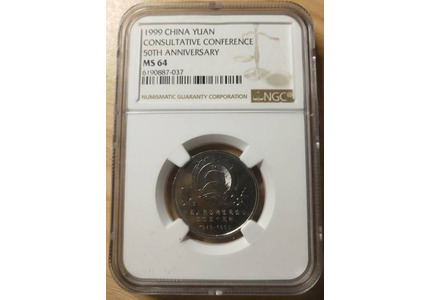 1999 CHINA YUAN
CONSULTATIVE CONFERENCE
50TH ANNIVERSARY
MS 64
6190887-037
NUMISMATIC GUARANTY CORPORATION
NGC